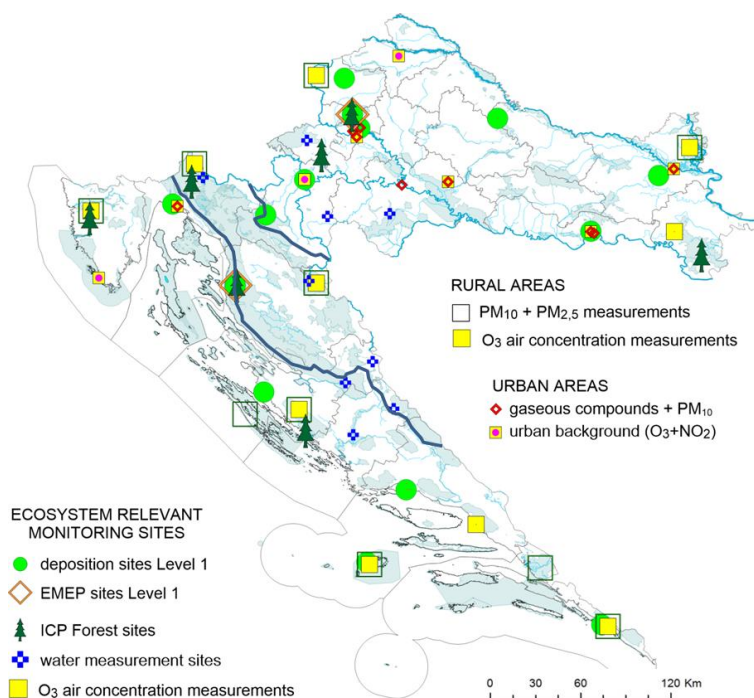 RURAL AREAS
PM10 + PM2,5 measurements
O3 air concentration measurements
URBAN AREAS
gaseous compounds + PM10
urban background (O3+NO2)
ECOSYSTEM RELEVANT
MONITORING SITES
deposition sites Level 1
EMEP sites Level 1
ICP Forest sites
water measurement sites
O3 air concentration measurements
0 30 60 120 Km